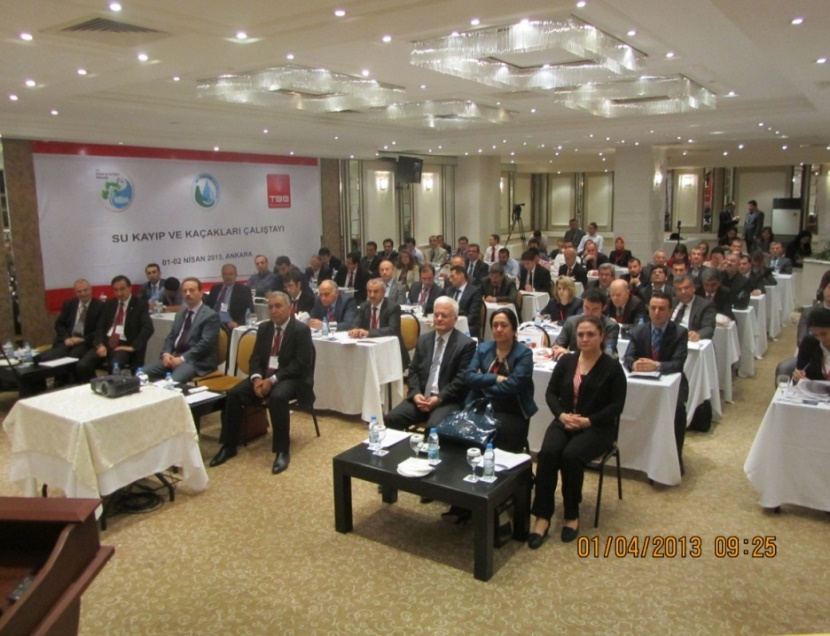 TBB
SU KAYIP VE KAÇAKLARI ÇALIŞTAYI
01-02 NİSAN 2013, ANKARA
01/04/2013 09:25